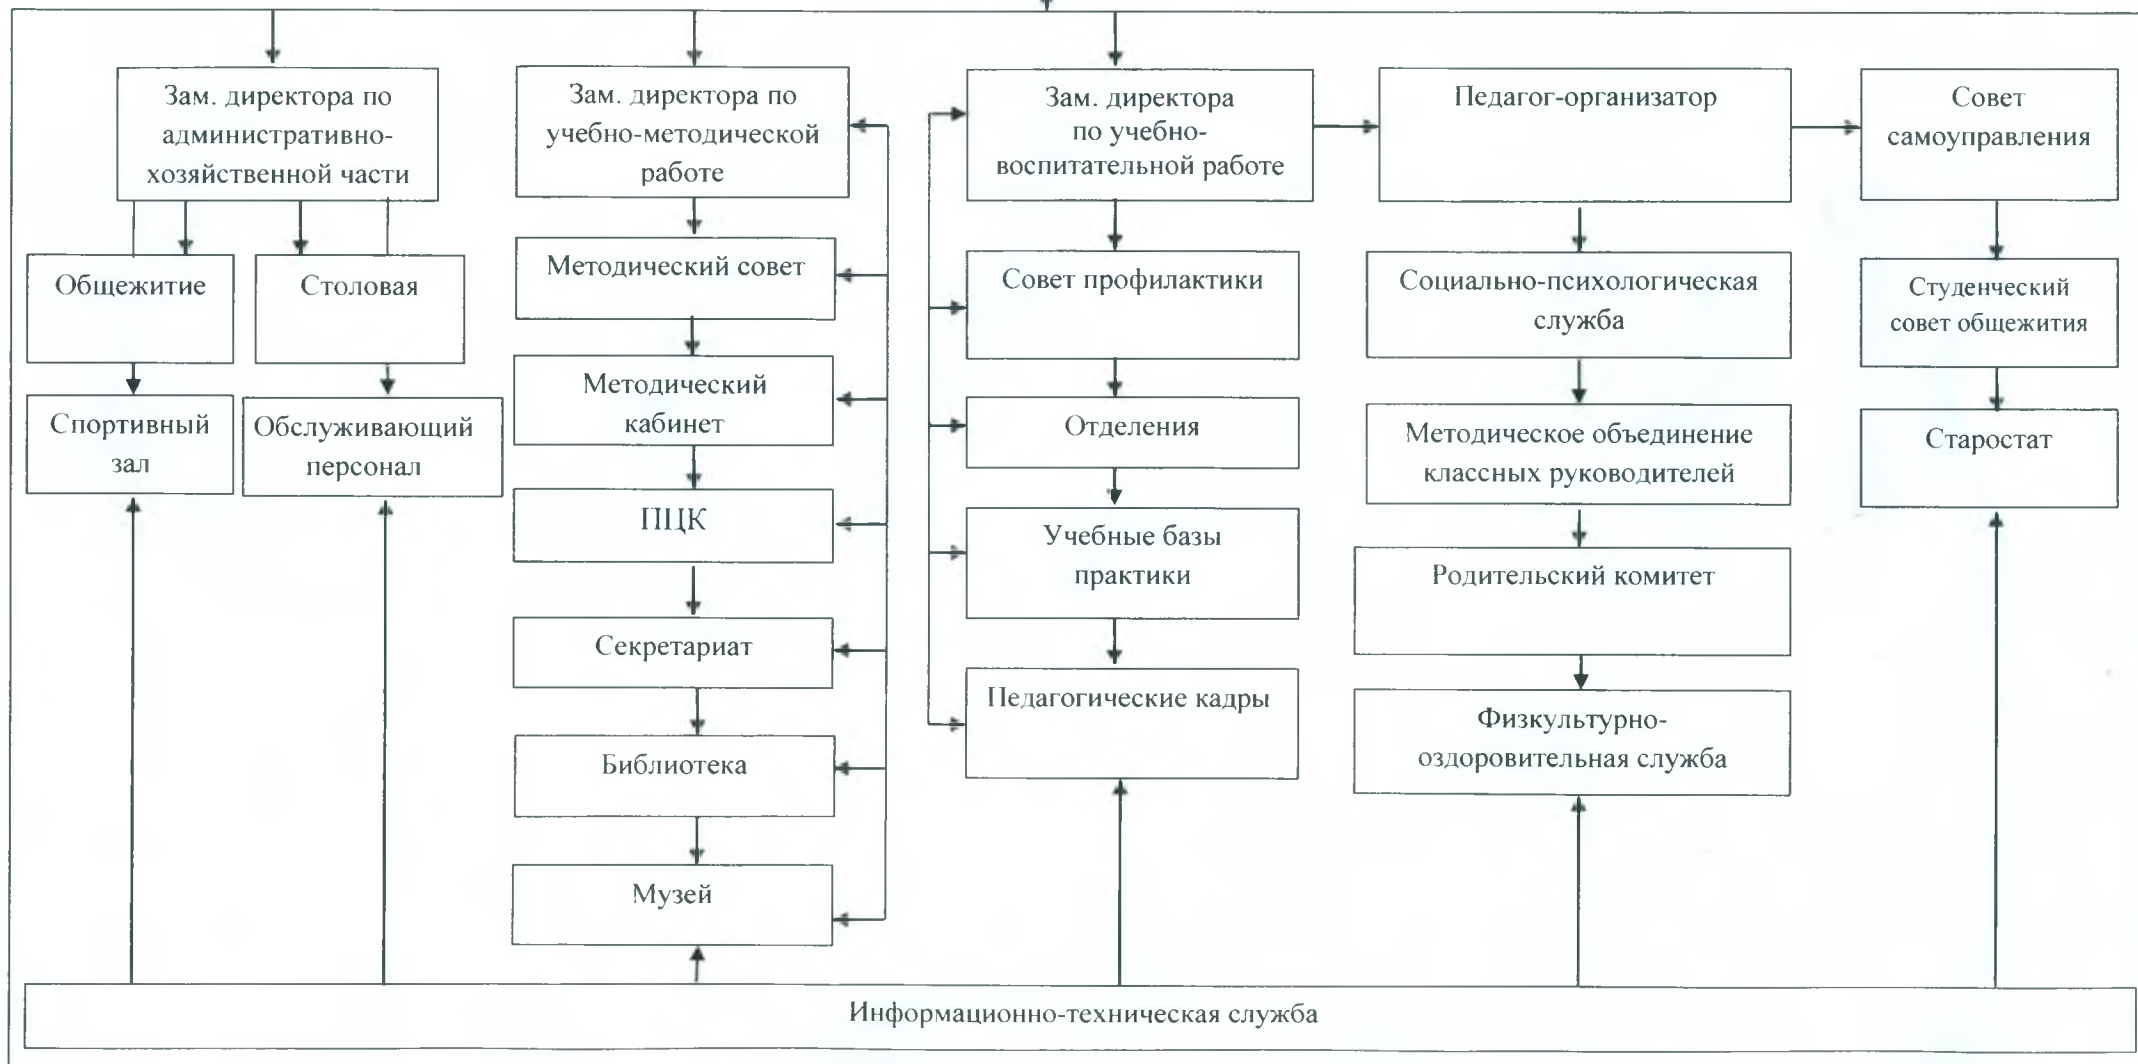 Зам. директора по
административно-
хозяйственной части
Зам. директора по
учебно-методической
работе
Зам. директора
по учебно-
воспитательной работе
Педагог-организатор
Совет
самоуправления
Общежитие
Столовая
Методический совет
Совет профилактики
Социально-психологическая
служба
Студенческий
совет общежития
Спортивный
зал
Обслуживающий
персонал
Методический
кабинет
Отделения
Методическое объединение
классных руководителей
Старостат
ПЦК
Учебные базы
практики
Родительский комитет
Секретариат
Педагогические кадры
Физкультурно-
оздоровительная служба
Библиотека
Музей
Информационно-техническая служба